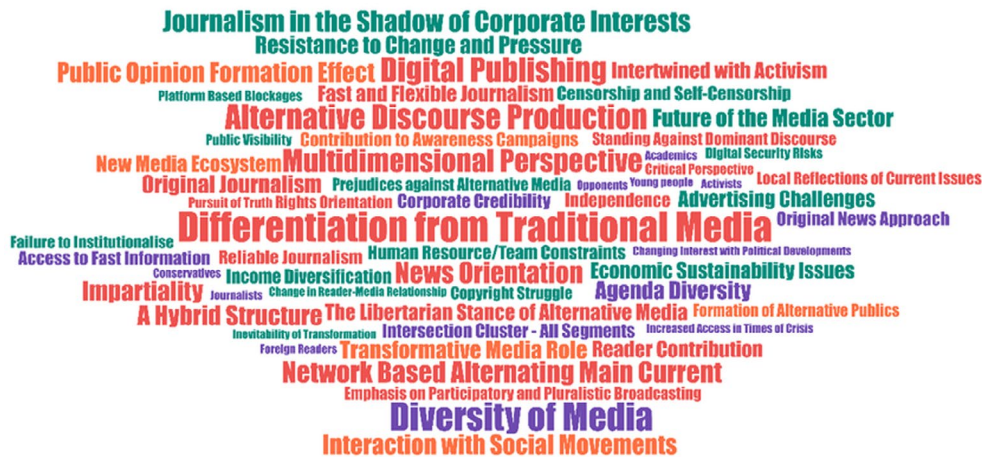 Journalism in the Shadow of Corporate Interests
Resistance to Change and Pressure
Public Opinion Formation Effect Digital Publishing Intertwined with Activism
Platform Based Blockages Fast and Flexible Journalism Censorship and Self-Censorship
Alternative Discourse Production Future of the Media Sector
Public Visibility Contribution to Awareness Campaigns Standing Against Dominant Discourse
New Media Ecosystem Multidimensional Perspective Academics Digital Security Risks
Critical Perspective
Original Journalism Prejudices against Alternative Media Opponents Young people Activists Local Reflections of Current Issues
Pursuit of Truth Rights Orientation Corporate Credibility Independence Advertising Challenges
Differentiation from Traditional Media Original News Approach
Failure to Institutionalise Human Resource/Team Constraints Changing Interest with Political Developments
Access to Fast Information Reliable Journalism
Conservatives Income Diversification News Orientation Economic Sustainability Issues
Impartiality Journalists Change in Reader-Media Relationship Copyright Struggle Agenda Diversity
A Hybrid Structure The Libertarian Stance of Alternative Media Formation of Alternative Publics
Inevitability of Transformation Intersection Cluster - All Segments Increased Access in Times of Crisis
Foreign Readers Transformative Media Role Reader Contribution
Network Based Alternating Main Current
Emphasis on Participatory and Pluralistic Broadcasting
Diversity of Media
Interaction with Social Movements